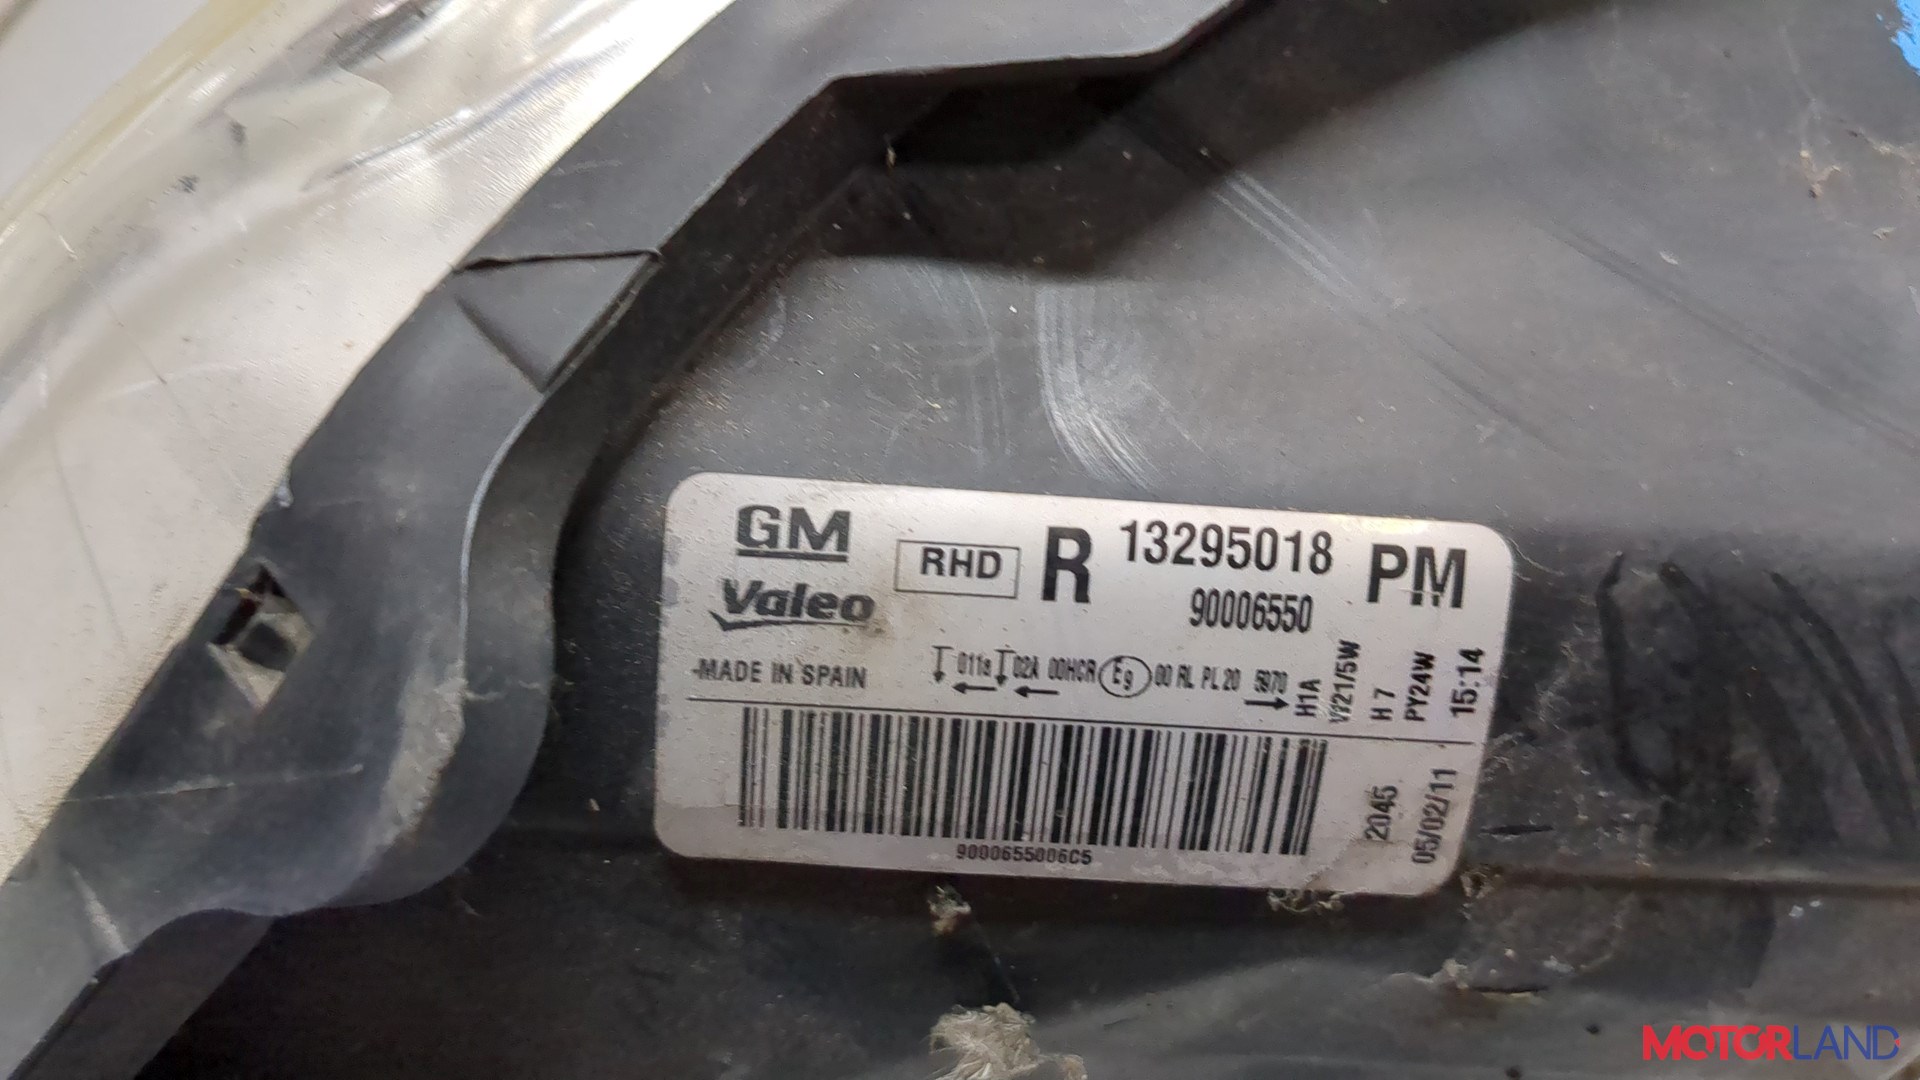 GM
Valeo
RHD
R
13295018
90006550
PM
MADE IN SPAIN
011a 02A 00HCR E9 00 RL PL 20 5970
H1A
W21/5W
H 7
PY24W
15:14
2045
05/02/11
9000655006C5
MOTORLAND